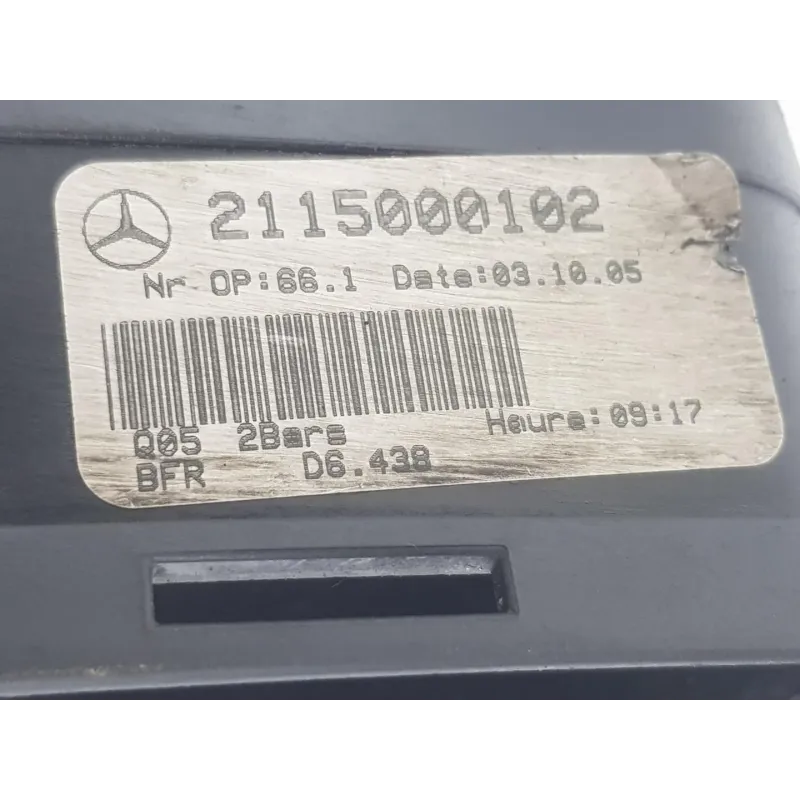 2115000102
Nr OP:66.1 Date:03.10.05
Q05 2Bars Heure:09:17
BFR D6.438